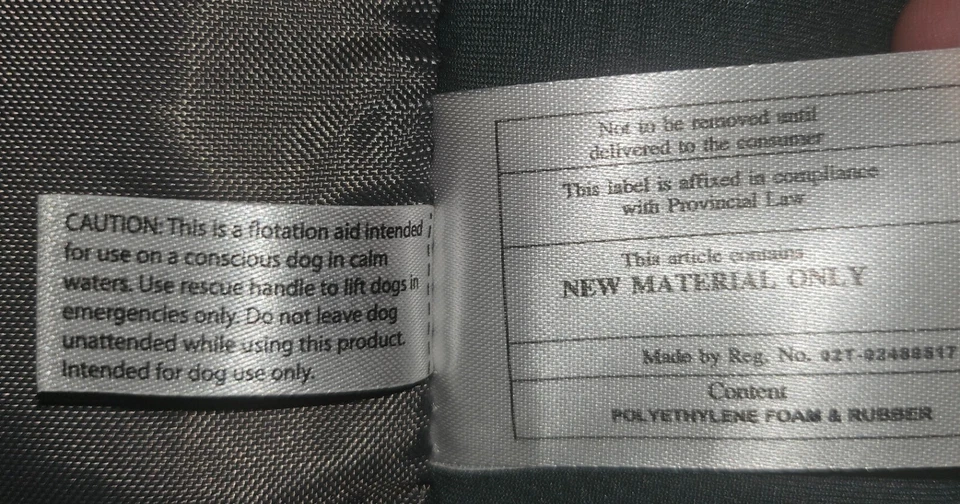 CAUTION: This is a flotation aid intended
for use on a conscious dog in calm
waters. Use rescue handle to lift dogs in
emergencies only. Do not leave dog
unattended while using this product.
Intended for dog use only.
Not to be removed until
delivered to the consumer
This label is affixed in compliance
with Provincial Law
This article contains
NEW MATERIAL ONLY
Made by Reg. No. 02T-02488817
Content
POLYETHYLENE FOAM & RUBBER